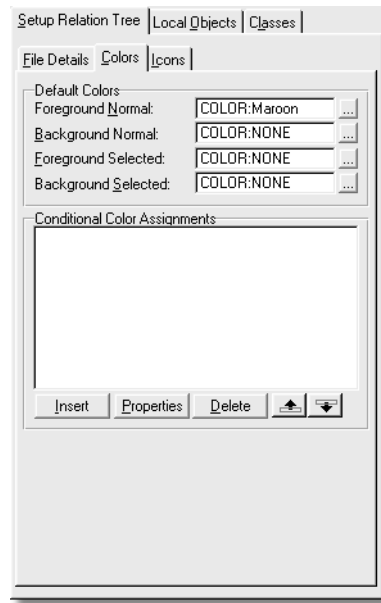 Setup Relation Tree Local Objects Classes
File Details Colors Icons
Default Colors
Foreground Normal: COLOR:Maroon ...
Background Normal: COLOR:NONE ...
Foreground Selected: COLOR:NONE ...
Background Selected: COLOR:NONE ...
Conditional Color Assignments
Insert Properties Delete